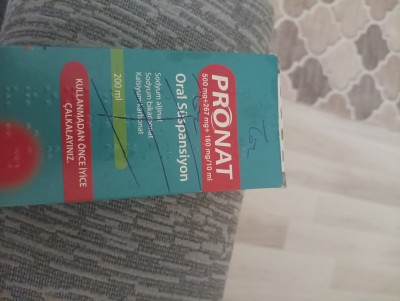 PRONAT
500 mg+267 mg+ 160 mg/10 ml
Oral Süspansiyon
Sodyum aljinat
Sodyum bikarbonat
Kalsiyum karbonat
200 ml
KULLANMADAN ÖNCE İYİCE
ÇALKALAYINIZ.